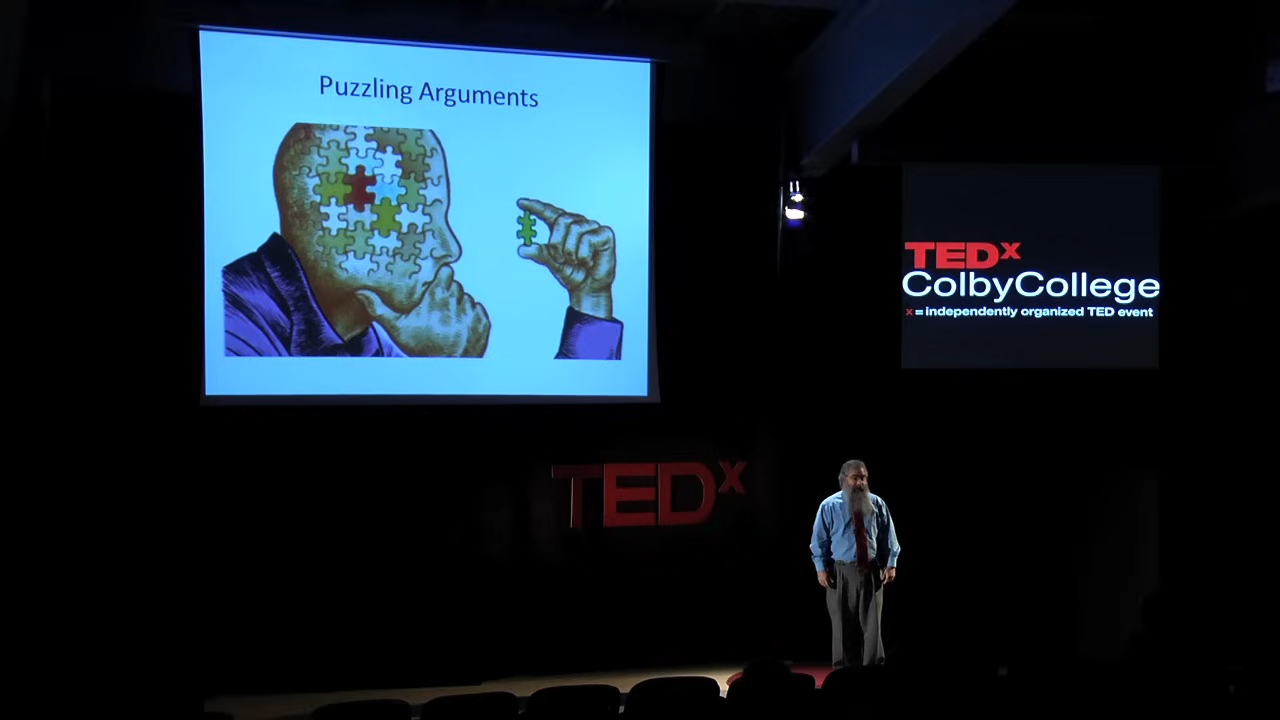 Puzzling Arguments
TEDx
ColbyCollege
x = independently organized TED event
TEDx